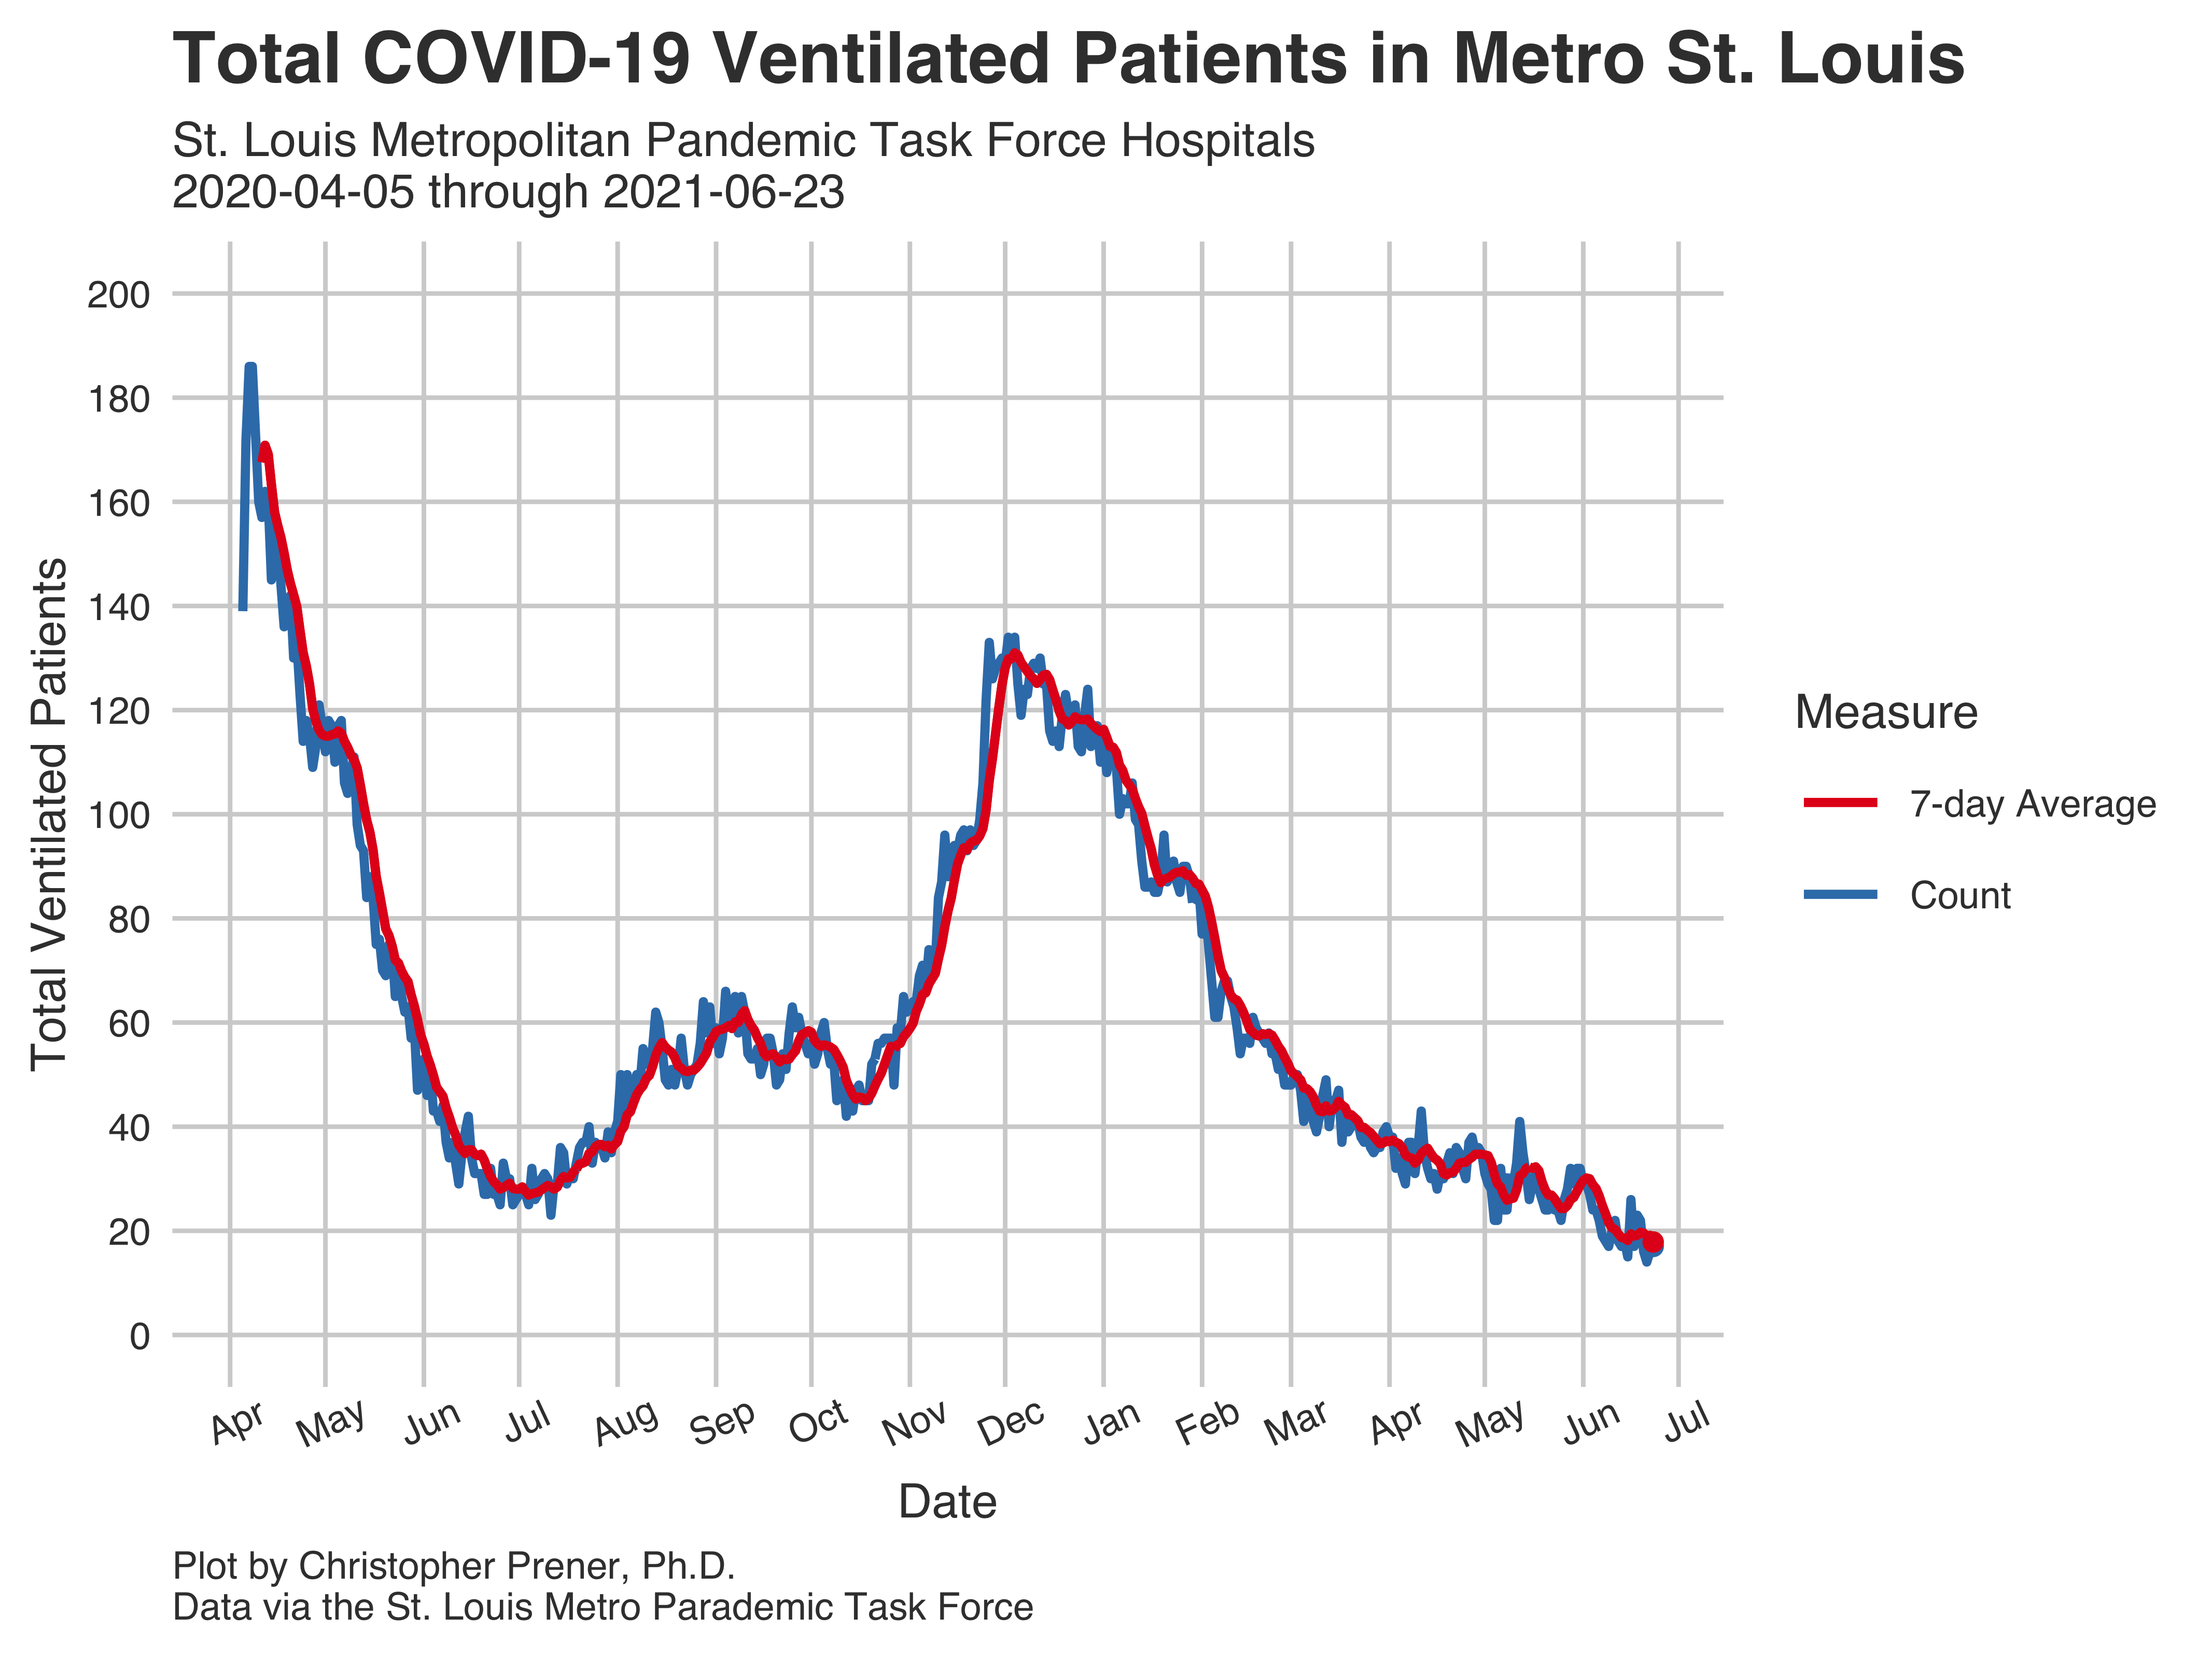 Total COVID-19 Ventilated Patients in Metro St. Louis
St. Louis Metropolitan Pandemic Task Force Hospitals
2020-04-05 through 2021-06-23
Total Ventilated Patients
200
180
160
140
120
100
80
60
40
20
0
Apr May Jun Jul Aug Sep Oct Nov Dec Jan Feb Mar Apr May Jun Jul
Date
Measure
7-day Average
Count
Plot by Christopher Prener, Ph.D.
Data via the St. Louis Metro Parademic Task Force